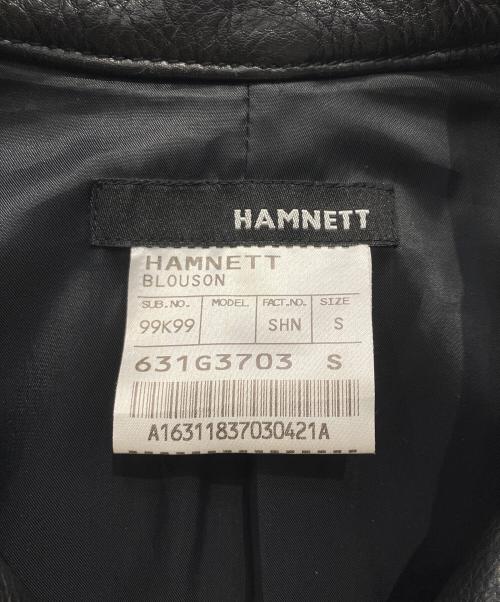 HAMNETT
HAMNETT
BLOUSON
SUB.NO. MODEL FACT.NO. SIZE
99K99 SHN S
631G3703 S
A16311837030421A